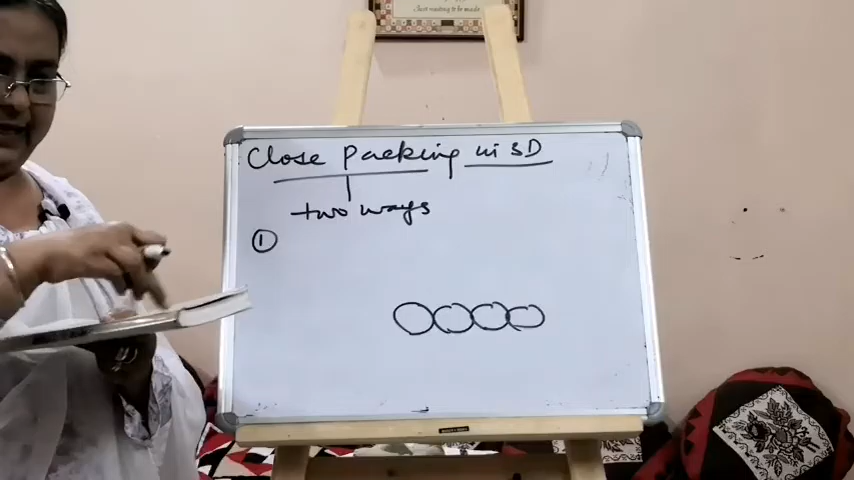 Close packing in 3D
two ways
①